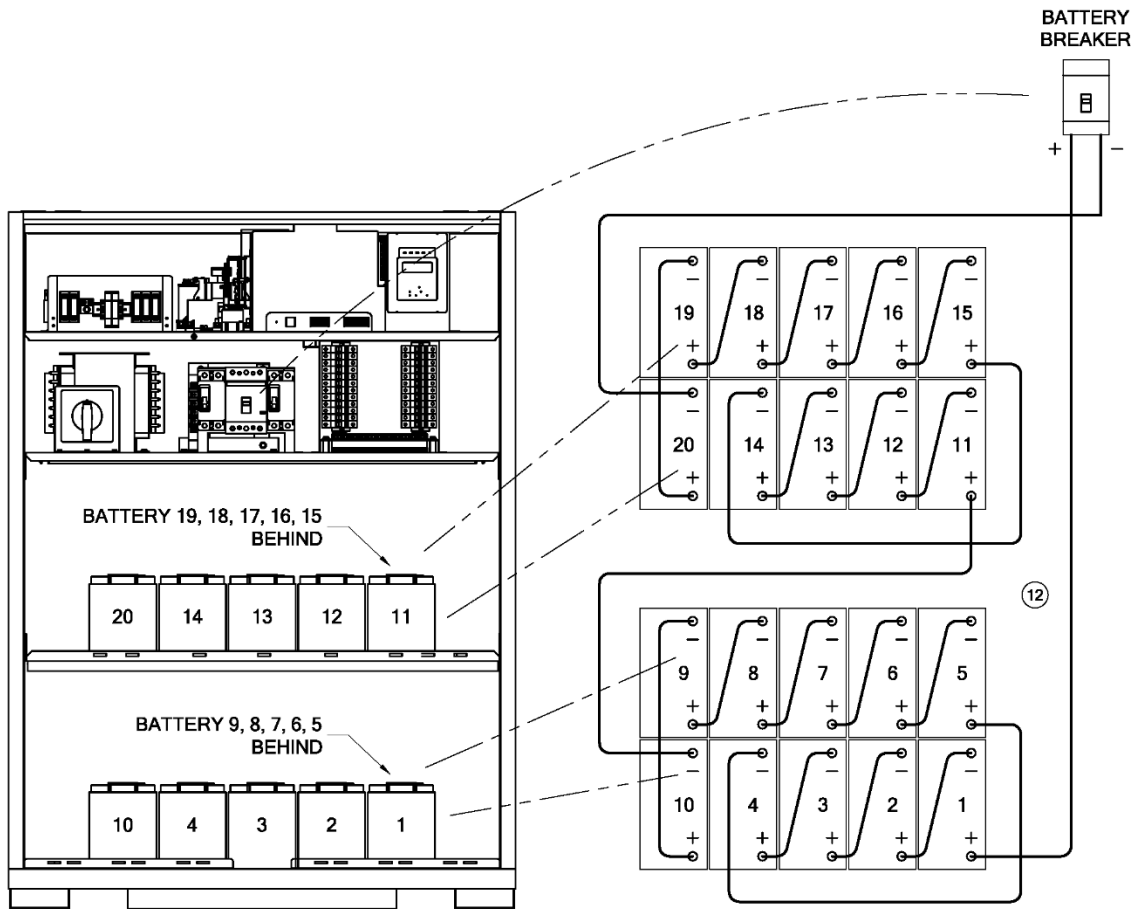 BATTERY
BREAKER
+ −
BATTERY 19, 18, 17, 16, 15
BEHIND
20 14 13 12 11
BATTERY 9, 8, 7, 6, 5
BEHIND
10 4 3 2 1
− − − − −
19 18 17 16 15
+ + + + +
− − − − −
20 14 13 12 11
+ + + + +
12
− − − − −
9 8 7 6 5
+ + + + +
− − − − −
10 4 3 2 1
+ + + + +